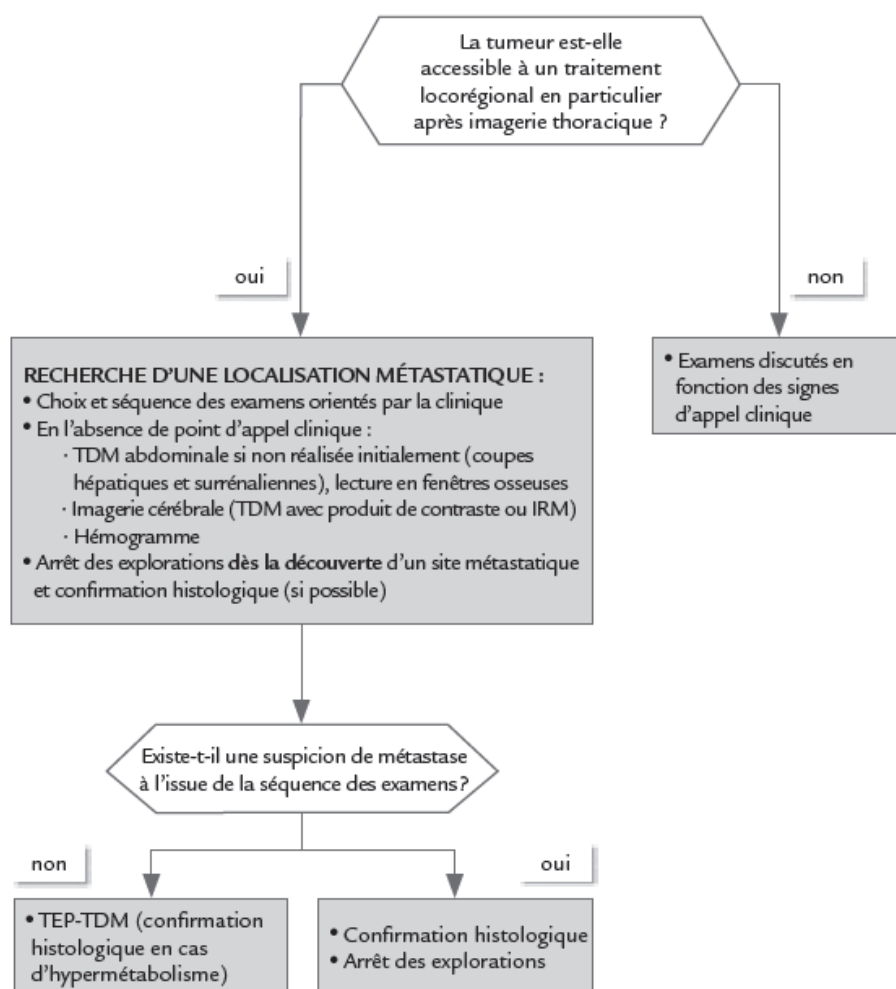 La tumeur est-elle
accessible à un traitement
locorégional en particulier
après imagerie thoracique ?
oui
non
RECHERCHE D'UNE LOCALISATION MÉTASTATIQUE :
• Choix et séquence des examens orientés par la clinique
• En l'absence de point d'appel clinique :
· TDM abdominale si non réalisée initialement (coupes
hépatiques et surrénaliennes), lecture en fenêtres osseuses
· Imagerie cérébrale (TDM avec produit de contraste ou IRM)
· Hémogramme
• Arrêt des explorations dès la découverte d'un site métastatique
et confirmation histologique (si possible)
• Examens discutés en
fonction des signes
d'appel clinique
Existe-t-il une suspicion de métastase
à l'issue de la séquence des examens ?
non
oui
• TEP-TDM (confirmation
histologique en cas
d'hypermétabolisme)
• Confirmation histologique
• Arrêt des explorations